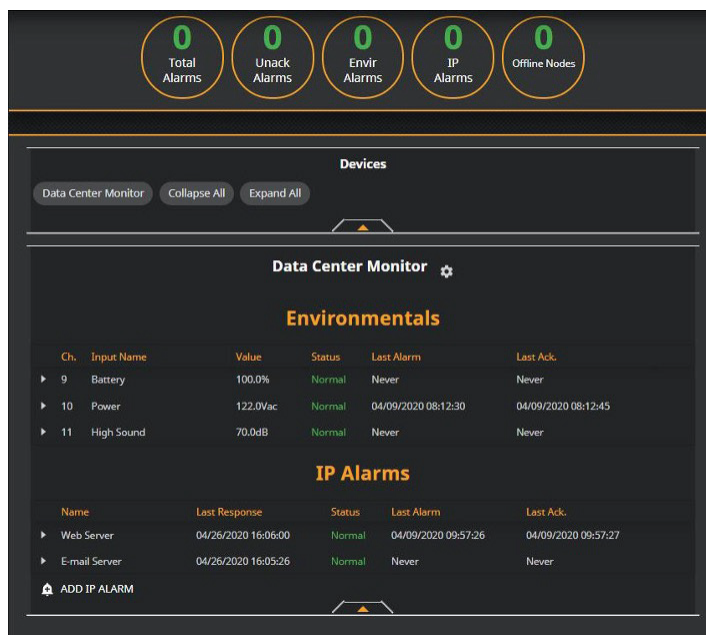 0 0 0 0 0
Total Alarms Unack Alarms Envir Alarms IP Alarms Offline Nodes
Devices
Data Center Monitor Collapse All Expand All
Data Center Monitor
Environmentals
Ch. Input Name Value Status Last Alarm Last Ack.
9 Battery 100.0% Normal Never Never
10 Power 122.0Vac Normal 04/09/2020 08:12:30 04/09/2020 08:12:45
11 High Sound 70.0dB Normal Never Never
IP Alarms
Name Last Response Status Last Alarm Last Ack.
Web Server 04/26/2020 16:06:00 Normal 04/09/2020 09:57:26 04/09/2020 09:57:27
E-mail Server 04/26/2020 16:05:26 Normal Never Never
ADD IP ALARM